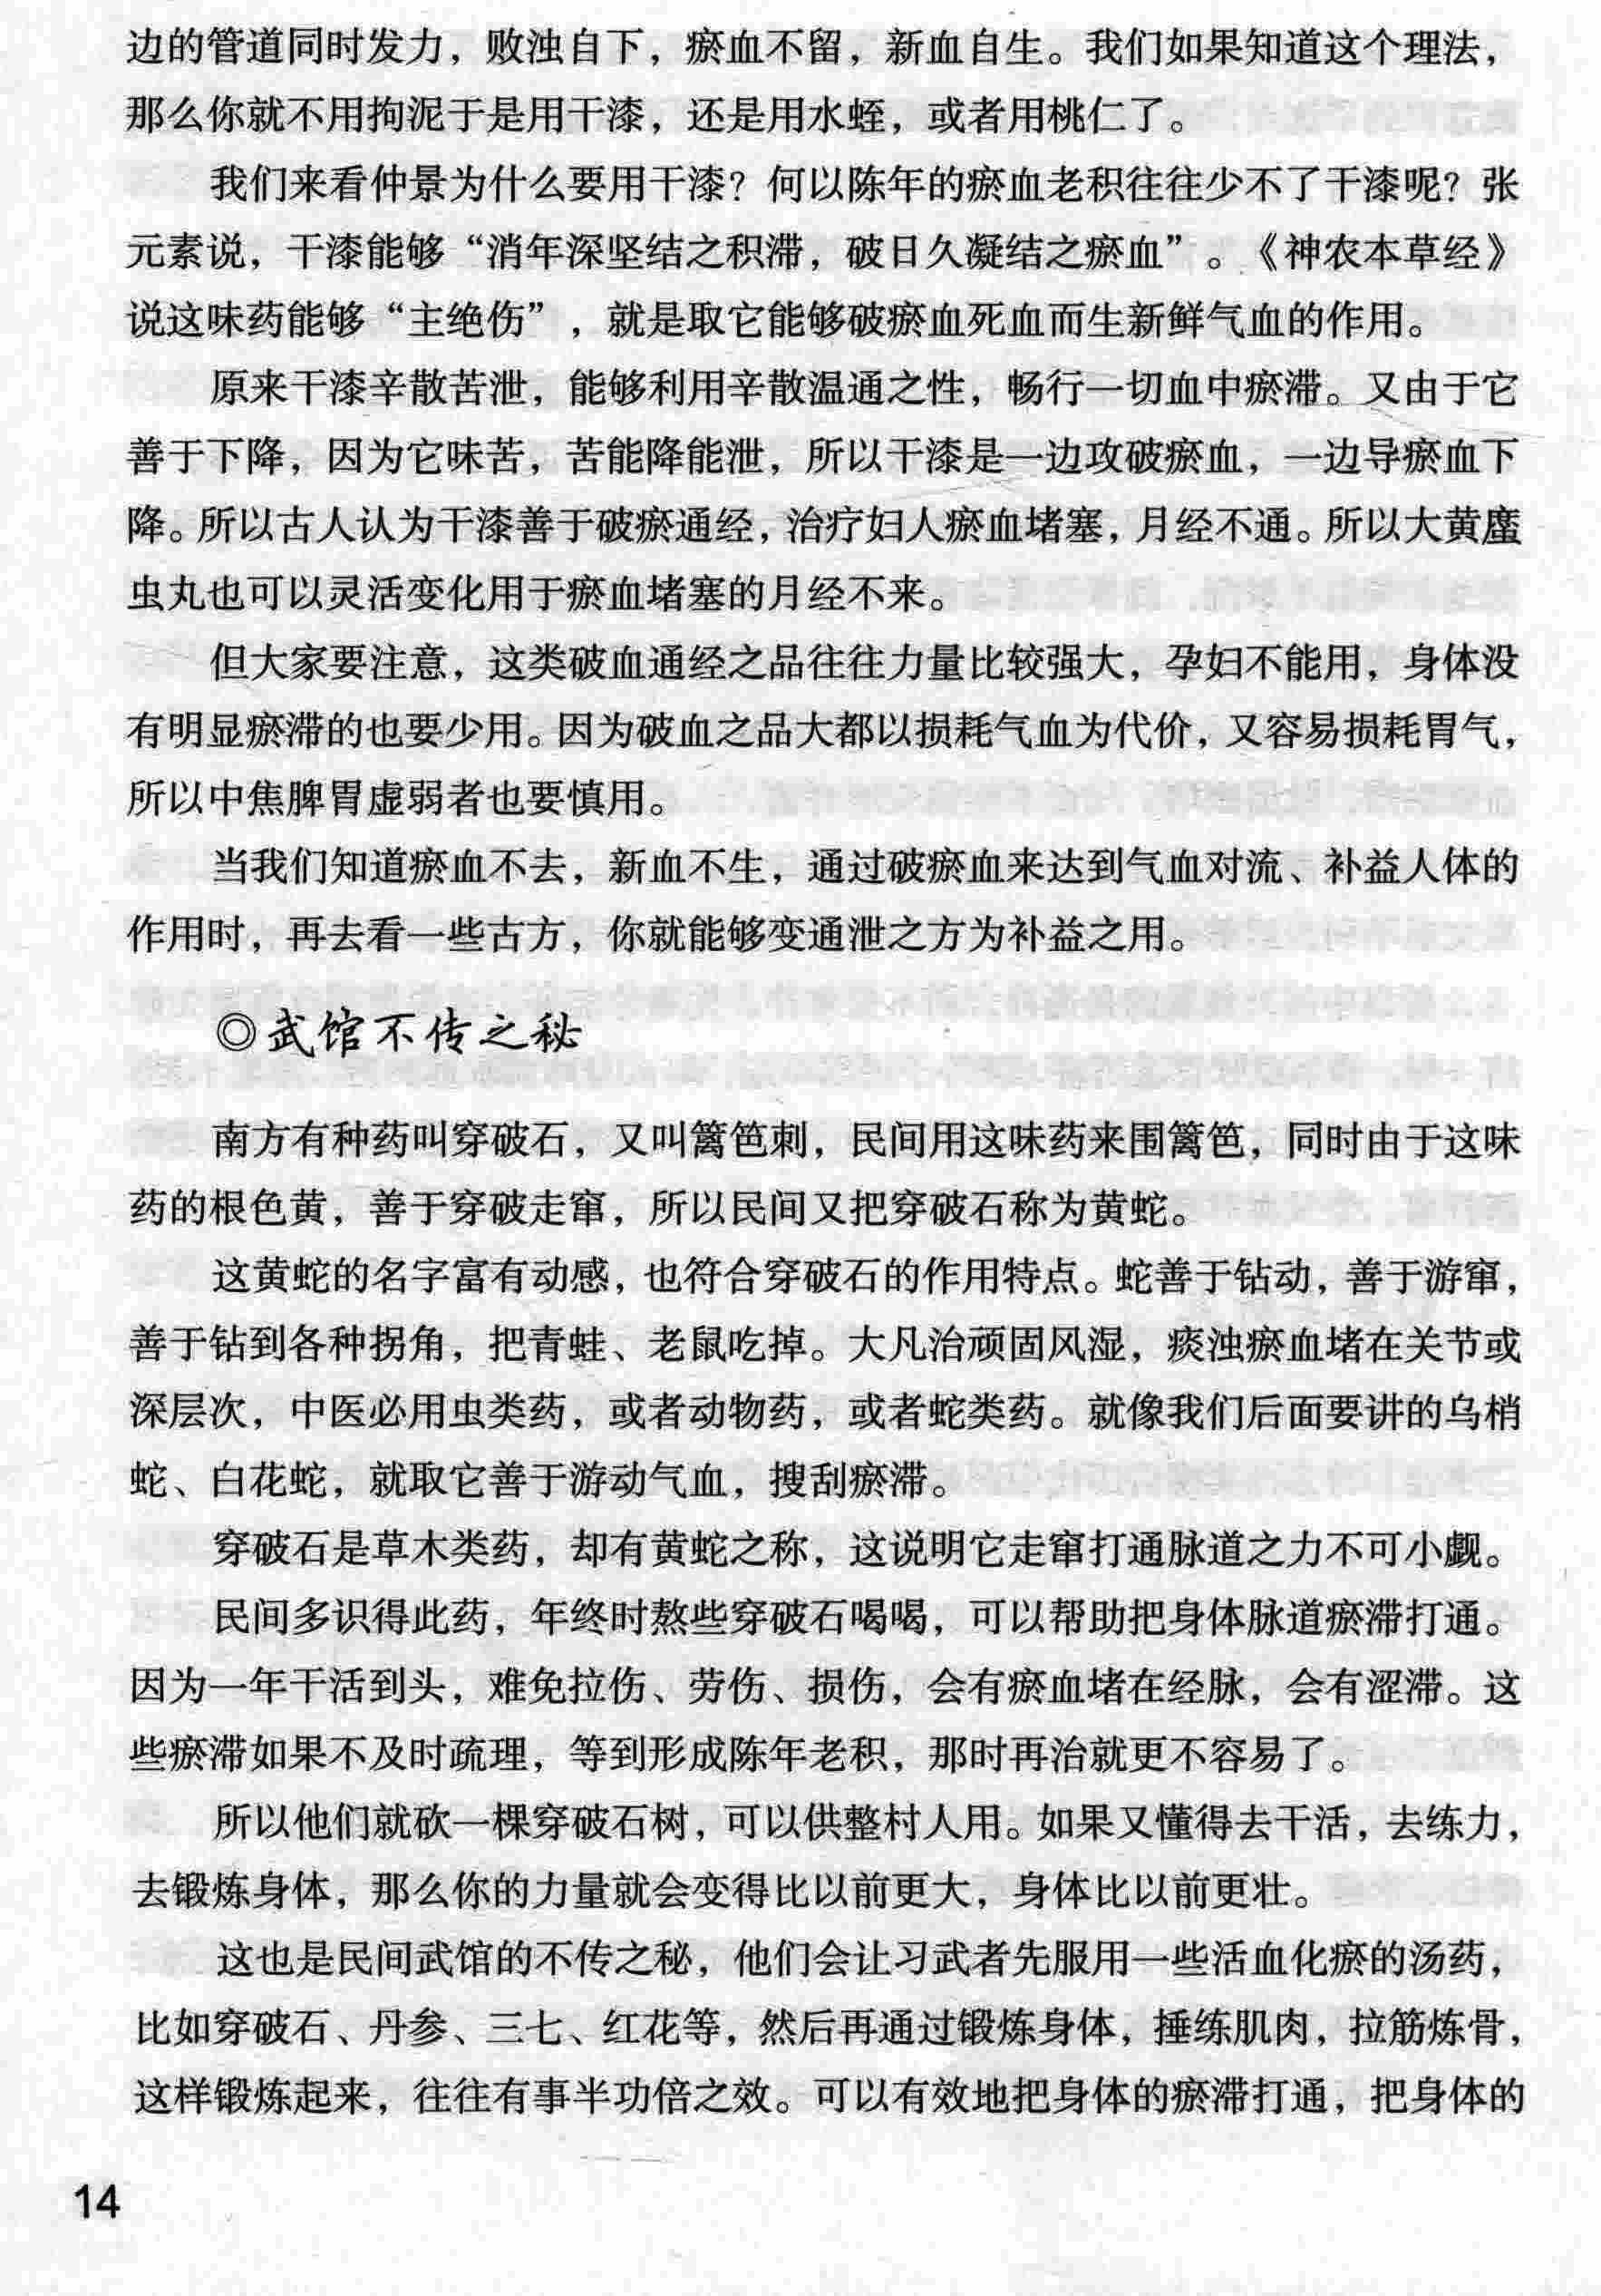 边的管道同时发力，败浊自下，瘀血不留，新血自生。我们如果知道这个理法，
那么你就不用拘泥于是用干漆，还是用水蛭，或者用桃仁了。
我们来看仲景为什么要用干漆？何以陈年的瘀血老积往往少不了干漆呢？张
元素说，干漆能够“消年深坚结之积滞，破日久凝结之瘀血”。《神农本草经》
说这味药能够“主绝伤”，就是取它能够破瘀血死血而生新鲜气血的作用。
原来干漆辛散苦泄，能够利用辛散温通之性，畅行一切血中瘀滞。又由于它
善于下降，因为它味苦，苦能降能泄，所以干漆是一边攻破瘀血，一边导瘀血下
降。所以古人认为干漆善于破瘀通经，治疗妇人瘀血堵塞，月经不通。所以大黄䗪
虫丸也可以灵活变化用于瘀血堵塞的月经不来。
但大家要注意，这类破血通经之品往往力量比较强大，孕妇不能用，身体没
有明显瘀滞的也要少用。因为破血之品大都以损耗气血为代价，又容易损耗胃气，
所以中焦脾胃虚弱者也要慎用。
当我们知道瘀血不去，新血不生，通过破瘀血来达到气血对流、补益人体的
作用时，再去看一些古方，你就能够变通泄之方为补益之用。
◎武馆不传之秘
南方有种药叫穿破石，又叫篱笆刺，民间用这味药来围篱笆，同时由于这味
药的根色黄，善于穿破走窜，所以民间又把穿破石称为黄蛇。
这黄蛇的名字富有动感，也符合穿破石的作用特点。蛇善于钻动，善于游窜，
善于钻到各种拐角，把青蛙、老鼠吃掉。大凡治顽固风湿，痰浊瘀血堵在关节或
深层次，中医必用虫类药，或者动物药，或者蛇类药。就像我们后面要讲的乌梢
蛇、白花蛇，就取它善于游动气血，搜刮瘀滞。
穿破石是草木类药，却有黄蛇之称，这说明它走窜打通脉道之力不可小觑。
民间多识得此药，年终时熬些穿破石喝喝，可以帮助把身体脉道瘀滞打通。
因为一年干活到头，难免拉伤、劳伤、损伤，会有瘀血堵在经脉，会有涩滞。这
些瘀滞如果不及时疏理，等到形成陈年老积，那时再治就更不容易了。
所以他们就砍一棵穿破石树，可以供整村人用。如果又懂得去干活，去练力，
去锻炼身体，那么你的力量就会变得比以前更大，身体比以前更壮。
这也是民间武馆的不传之秘，他们会让习武者先服用一些活血化瘀的汤药，
比如穿破石、丹参、三七、红花等，然后再通过锻炼身体，捶练肌肉，拉筋炼骨，
这样锻炼起来，往往有事半功倍之效。可以有效地把身体的瘀滞打通，把身体的
14